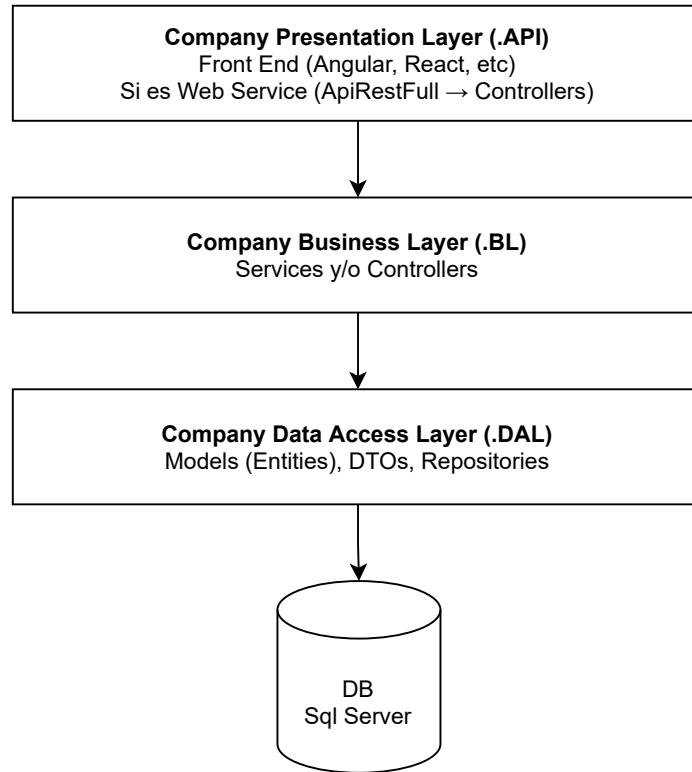 Company Presentation Layer (.API)
Front End (Angular, React, etc)
Si es Web Service (ApiRestFull → Controllers)
Company Business Layer (.BL)
Services y/o Controllers
Company Data Access Layer (.DAL)
Models (Entities), DTOs, Repositories
DB
Sql Server